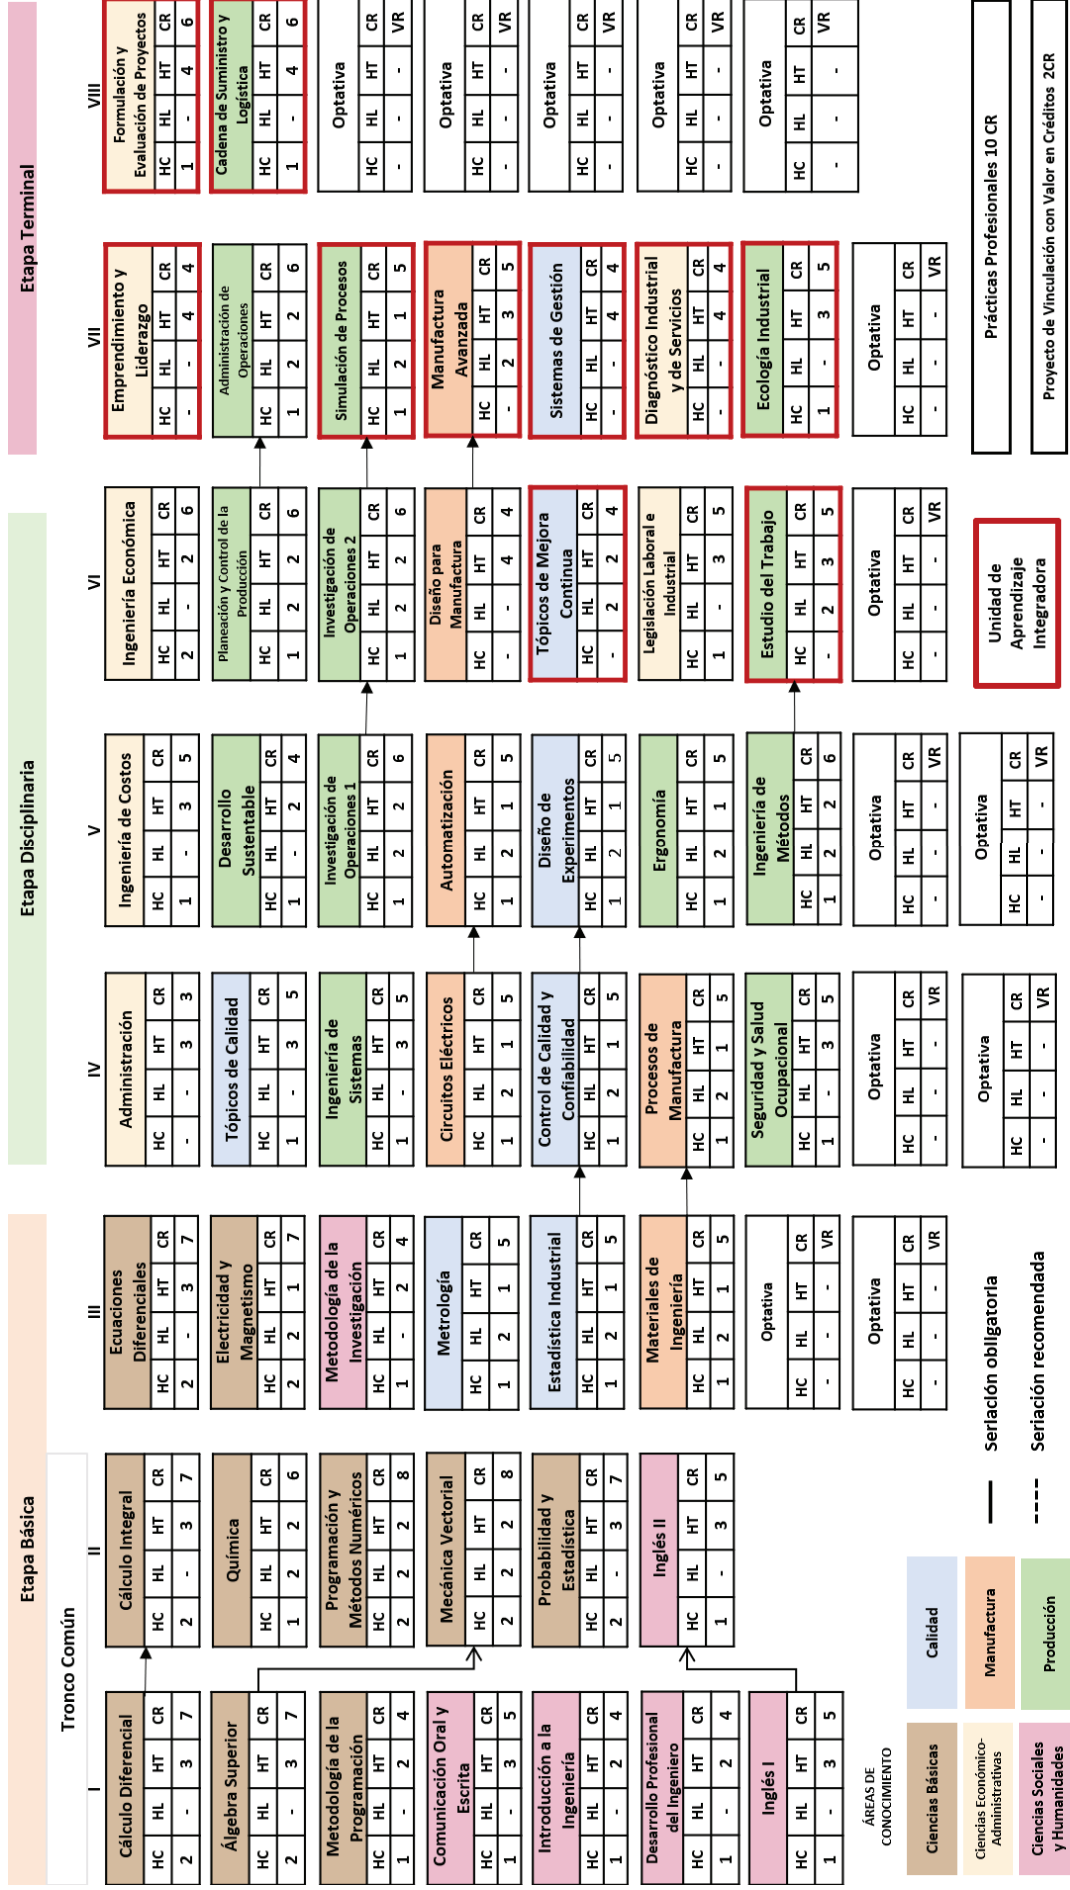 Etapa Básica
Etapa Disciplinaria
Etapa Terminal
Tronco Común
I
Cálculo Diferencial
HC HL HT CR
2 - 3 7
Álgebra Superior
HC HL HT CR
2 - 3 7
Metodología de la
Programación
HC HL HT CR
1 - 2 4
Comunicación Oral y
Escrita
HC HL HT CR
1 - 3 5
Introducción a la
Ingeniería
HC HL HT CR
1 - 2 4
Desarrollo Profesional
del Ingeniero
HC HL HT CR
1 - 2 4
Inglés I
HC HL HT CR
1 - 3 5
II
Cálculo Integral
HC HL HT CR
2 - 3 7
Química
HC HL HT CR
1 2 2 6
Programación y
Métodos Numéricos
HC HL HT CR
2 2 2 8
Mecánica Vectorial
HC HL HT CR
2 2 2 8
Probabilidad y
Estadística
HC HL HT CR
2 - 3 7
Inglés II
HC HL HT CR
1 - 3 5
III
Ecuaciones
Diferenciales
HC HL HT CR
2 - 3 7
Electricidad y
Magnetismo
HC HL HT CR
2 2 1 7
Metodología de la
Investigación
HC HL HT CR
1 - 2 4
Metrología
HC HL HT CR
1 2 1 5
Estadística Industrial
HC HL HT CR
1 2 1 5
Materiales de
Ingeniería
HC HL HT CR
1 2 1 5
Optativa
HC HL HT CR
- - - VR
Optativa
HC HL HT CR
- - - VR
IV
Administración
HC HL HT CR
- - 3 3
Tópicos de Calidad
HC HL HT CR
1 - 3 5
Ingeniería de
Sistemas
HC HL HT CR
1 - 3 5
Circuitos Eléctricos
HC HL HT CR
1 2 1 5
Control de Calidad y
Confiabilidad
HC HL HT CR
1 2 1 5
Procesos de
Manufactura
HC HL HT CR
1 2 1 5
Seguridad y Salud
Ocupacional
HC HL HT CR
1 - 3 5
Optativa
HC HL HT CR
- - - VR
Optativa
HC HL HT CR
- - - VR
V
Ingeniería de Costos
HC HL HT CR
1 - 3 5
Desarrollo
Sustentable
HC HL HT CR
1 - 2 4
Investigación de
Operaciones 1
HC HL HT CR
1 2 2 6
Automatización
HC HL HT CR
1 2 1 5
Diseño de
Experimentos
HC HL HT CR
1 2 1 5
Ergonomía
HC HL HT CR
1 2 1 5
Ingeniería de
Métodos
HC HL HT CR
1 2 2 6
Optativa
HC HL HT CR
- - - VR
Optativa
HC HL HT CR
- - - VR
VI
Ingeniería Económica
HC HL HT CR
2 - 2 6
Planeación y Control de la
Producción
HC HL HT CR
1 2 2 6
Investigación de
Operaciones 2
HC HL HT CR
1 2 2 6
Diseño para
Manufactura
HC HL HT CR
- - 4 4
Tópicos de Mejora
Continua
HC HL HT CR
- 2 2 4
Legislación Laboral e
Industrial
HC HL HT CR
1 - 3 5
Estudio del Trabajo
HC HL HT CR
- 2 3 5
Optativa
HC HL HT CR
- - - VR
VII
Emprendimiento y
Liderazgo
HC HL HT CR
- - 4 4
Administración de
Operaciones
HC HL HT CR
1 2 2 6
Simulación de Procesos
HC HL HT CR
1 2 1 5
Manufactura
Avanzada
HC HL HT CR
- 2 3 5
Sistemas de Gestión
HC HL HT CR
- - 4 4
Diagnóstico Industrial
y de Servicios
HC HL HT CR
- - 4 4
Ecología Industrial
HC HL HT CR
1 - 3 5
Optativa
HC HL HT CR
- - - VR
VIII
Formulación y
Evaluación de Proyectos
HC HL HT CR
1 - 4 6
Cadena de Suministro y
Logística
HC HL HT CR
1 - 4 6
Optativa
HC HL HT CR
- - - VR
Optativa
HC HL HT CR
- - - VR
Optativa
HC HL HT CR
- - - VR
Optativa
HC HL HT CR
- - - VR
Optativa
HC HL HT CR
- - - VR
ÁREAS DE
CONOCIMIENTO
Ciencias Básicas
Calidad
Ciencias Económico-
Administrativas
Manufactura
Ciencias Sociales
y Humanidades
Producción
Seriación obligatoria
Seriación recomendada
Unidad de
Aprendizaje
Integradora
Prácticas Profesionales 10 CR
Proyecto de Vinculación con Valor en Créditos 2CR